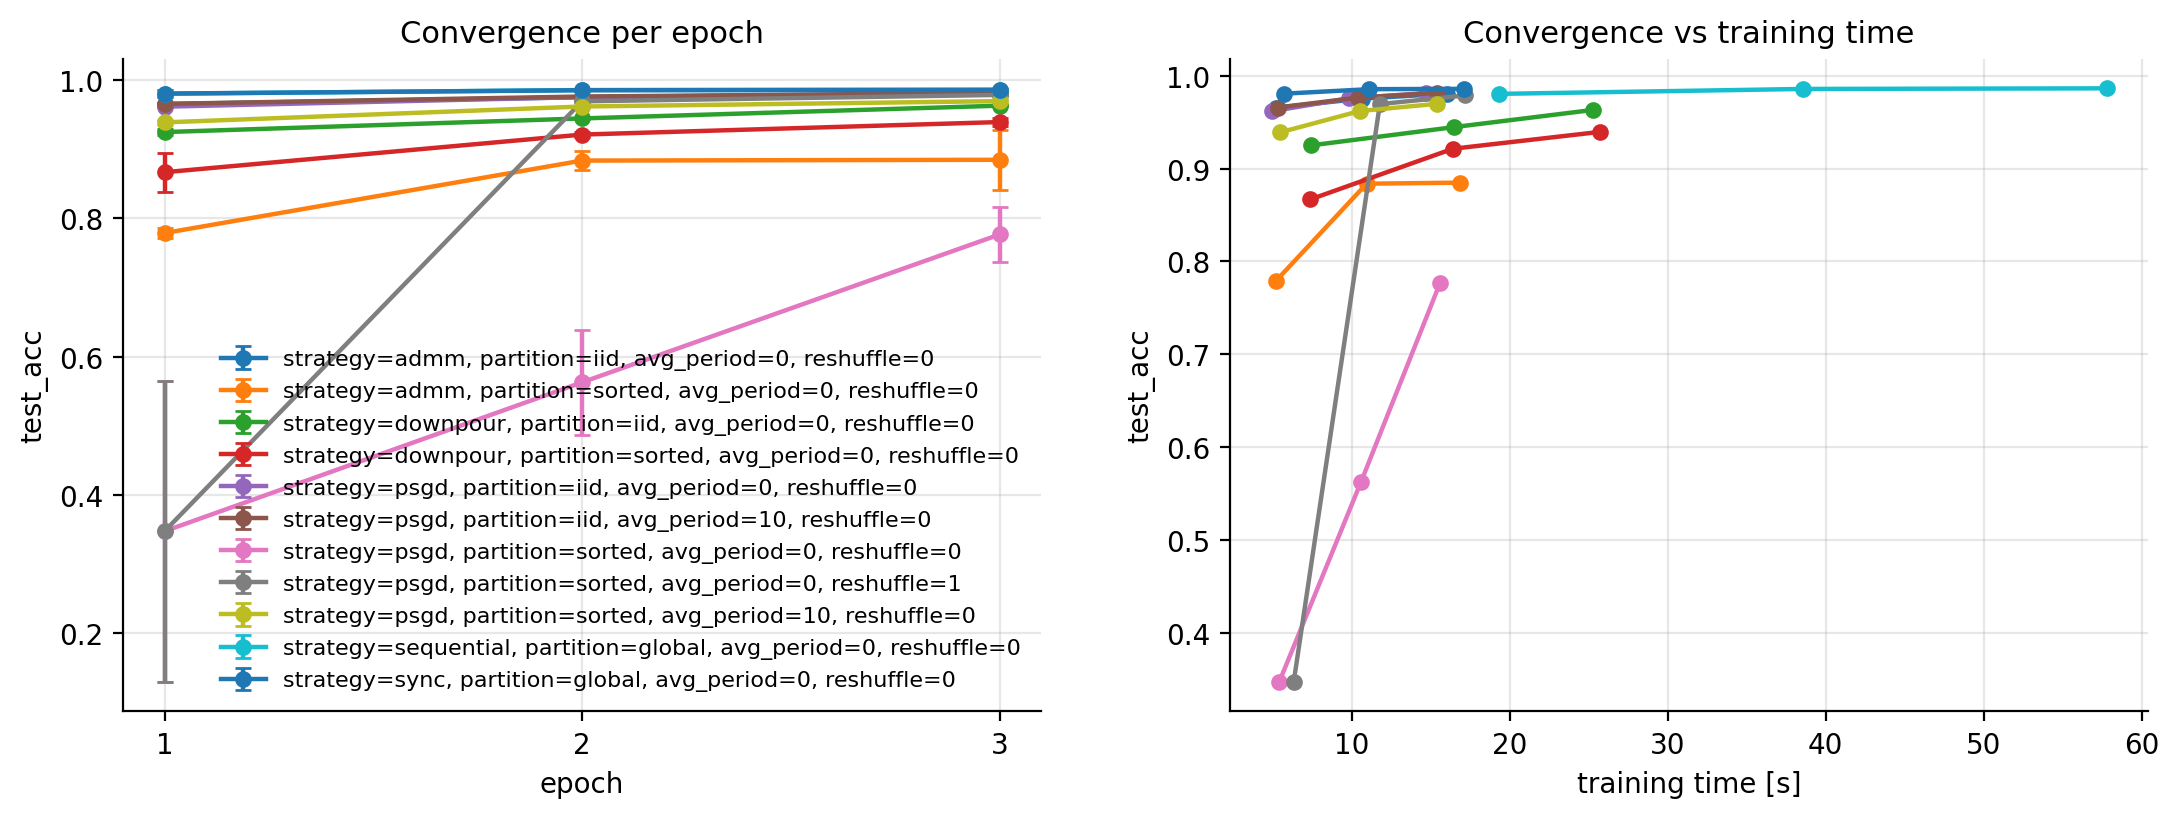 Convergence per epoch
1.0
0.8
0.6
0.4
0.2
test_acc
strategy=admm, partition=iid, avg_period=0, reshuffle=0
strategy=admm, partition=sorted, avg_period=0, reshuffle=0
strategy=downpour, partition=iid, avg_period=0, reshuffle=0
strategy=downpour, partition=sorted, avg_period=0, reshuffle=0
strategy=psgd, partition=iid, avg_period=0, reshuffle=0
strategy=psgd, partition=iid, avg_period=10, reshuffle=0
strategy=psgd, partition=sorted, avg_period=0, reshuffle=0
strategy=psgd, partition=sorted, avg_period=0, reshuffle=1
strategy=psgd, partition=sorted, avg_period=10, reshuffle=0
strategy=sequential, partition=global, avg_period=0, reshuffle=0
strategy=sync, partition=global, avg_period=0, reshuffle=0
1 2 3
epoch
Convergence vs training time
1.0
0.9
0.8
0.7
0.6
0.5
0.4
test_acc
10 20 30 40 50 60
training time [s]